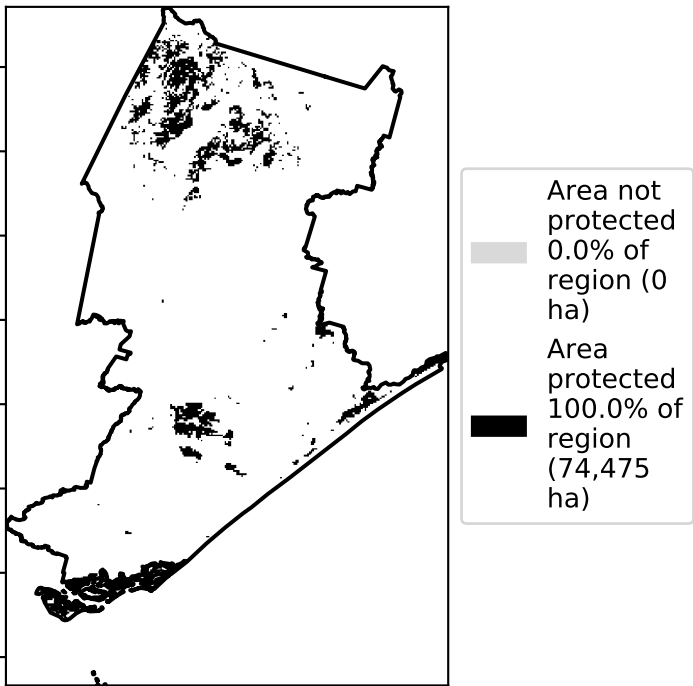 Area not
protected
0.0% of
region (0
ha)
Area
protected
100.0% of
region
(74,475
ha)